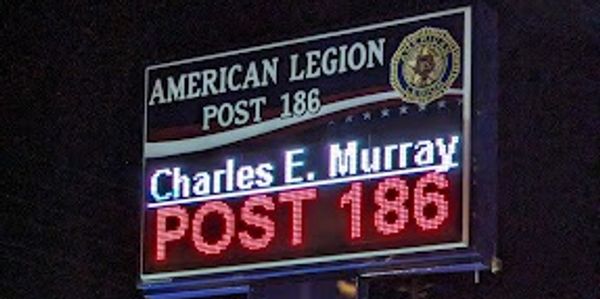 AMERICAN LEGION
POST 186
Charles E. Murray
POST 186